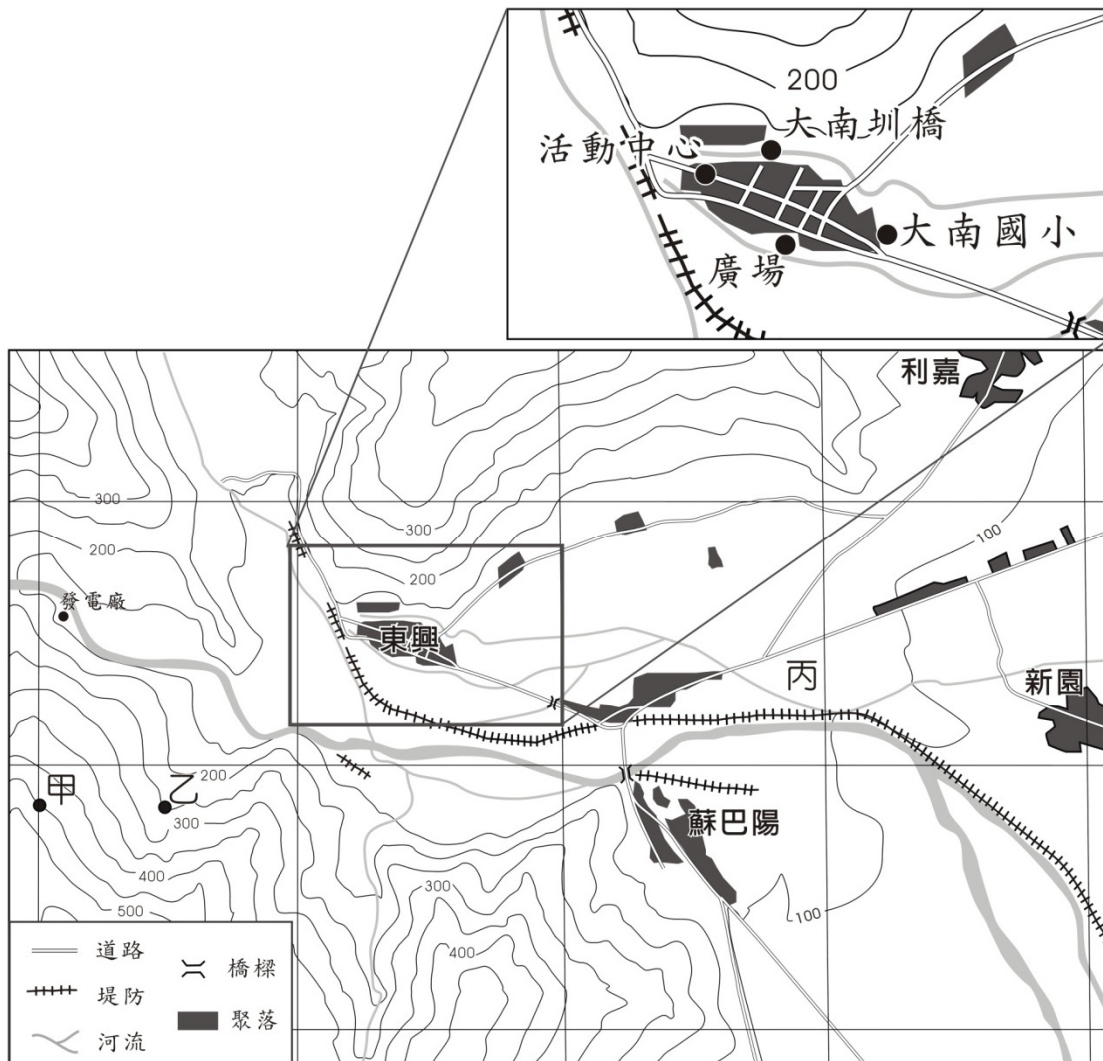 200
大南圳橋
活動中心
大南國小
廣場
利嘉
300
300
100
200
200
發電廠
東興
丙
新園
200
甲
乙
300
蘇巴陽
400
300
100
500
400
道路
橋樑
堤防
聚落
河流